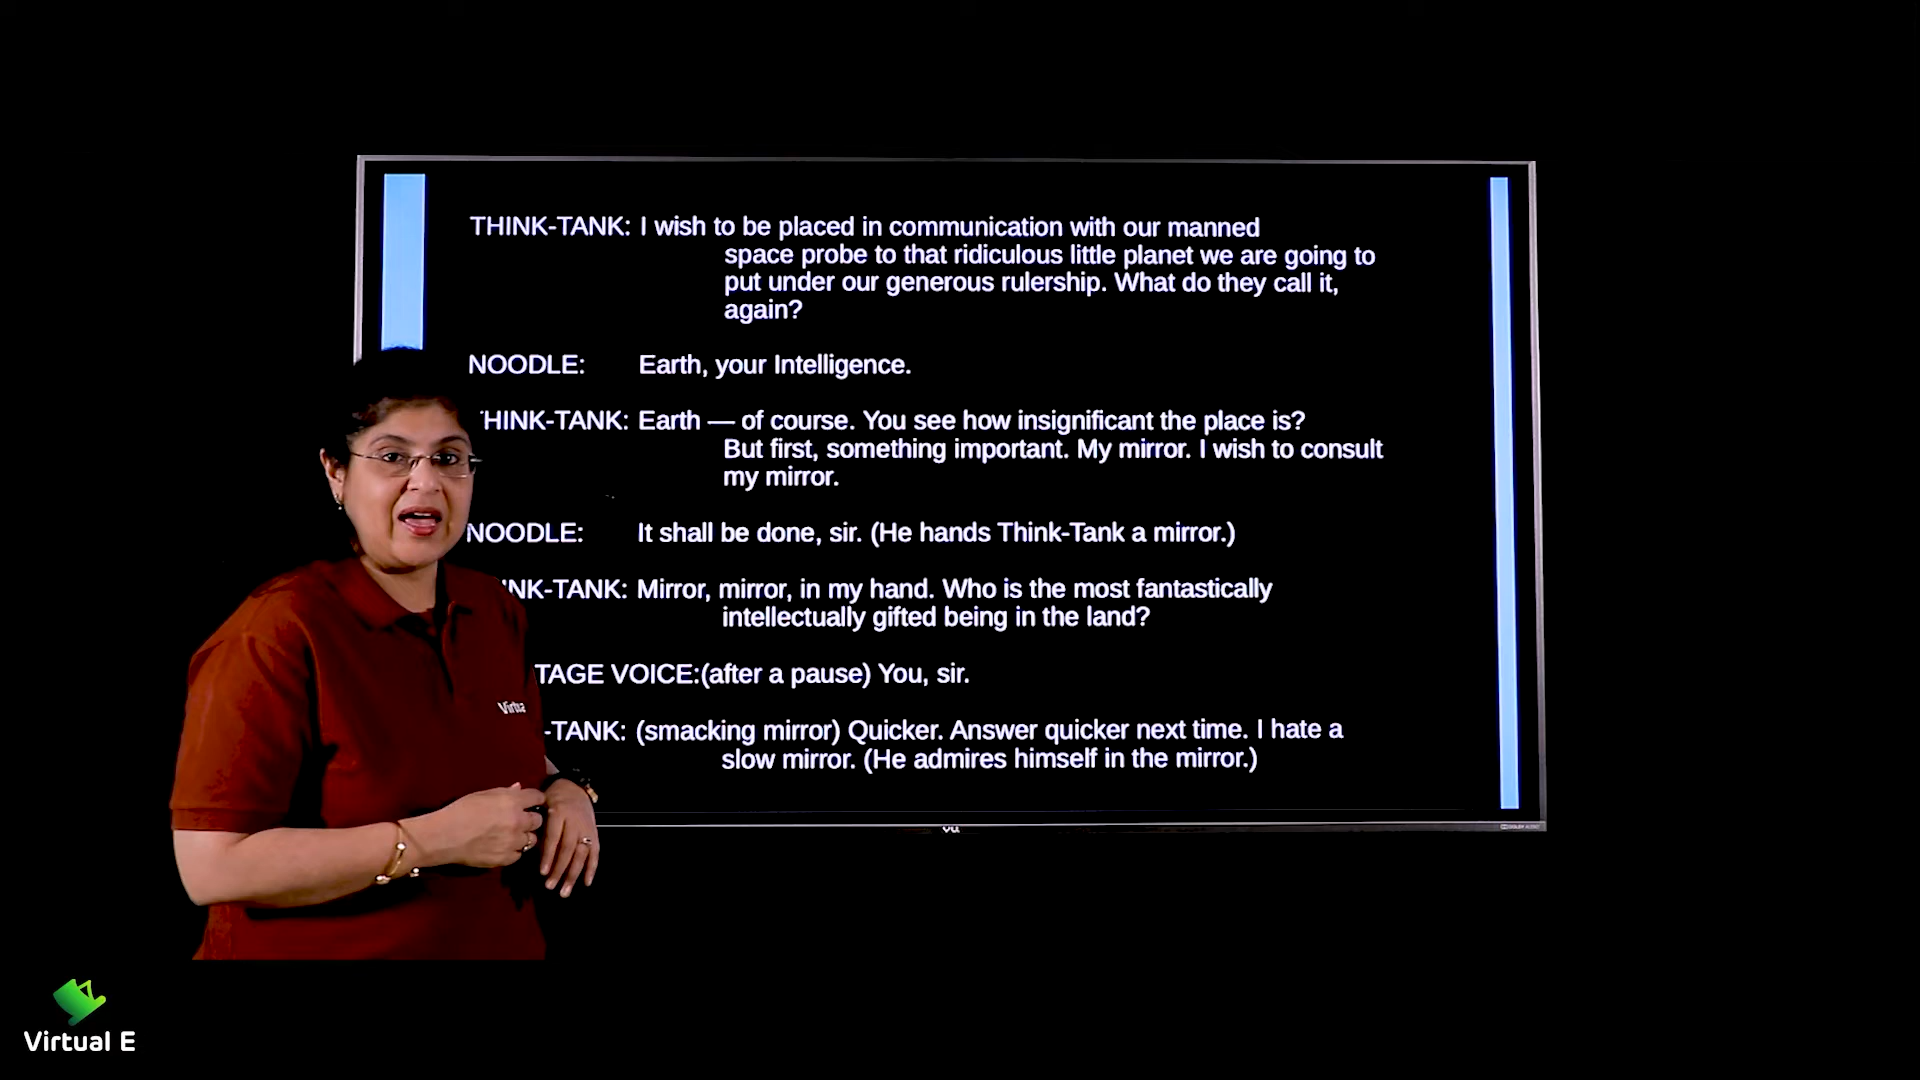 THINK-TANK: I wish to be placed in communication with our manned
space probe to that ridiculous little planet we are going to
put under our generous rulership. What do they call it,
again?
NOODLE: Earth, your Intelligence.
HINK-TANK: Earth — of course. You see how insignificant the place is?
But first, something important. My mirror. I wish to consult
my mirror.
NOODLE: It shall be done, sir. (He hands Think-Tank a mirror.)
NK-TANK: Mirror, mirror, in my hand. Who is the most fantastically
intellectually gifted being in the land?
TAGE VOICE:(after a pause) You, sir.
-TANK: (smacking mirror) Quicker. Answer quicker next time. I hate a
slow mirror. (He admires himself in the mirror.)
Virtua
Virtual E